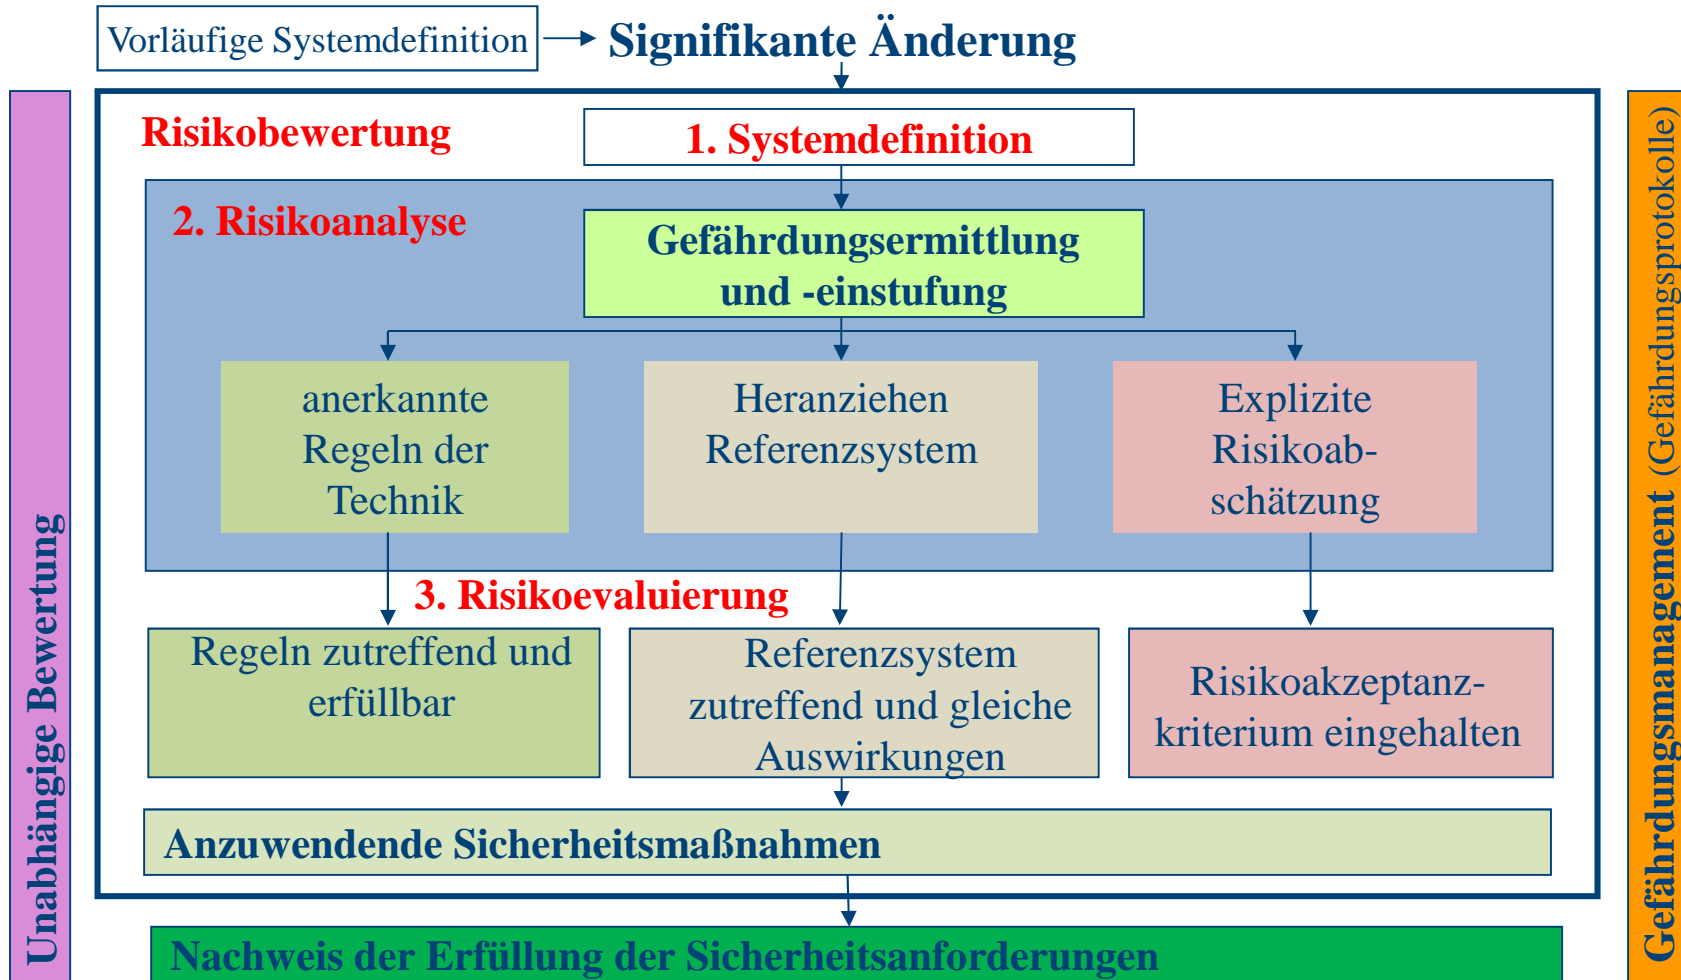 Vorläufige Systemdefinition
Signifikante Änderung
Risikobewertung
1. Systemdefinition
2. Risikoanalyse
Gefährdungsermittlung
und -einstufung
anerkannte
Regeln der
Technik
Heranziehen
Referenzsystem
Explizite
Risikoab-
schätzung
3. Risikoevaluierung
Regeln zutreffend und
erfüllbar
Referenzsystem
zutreffend und gleiche
Auswirkungen
Risikoakzeptanz-
kriterium eingehalten
Anzuwendende Sicherheitsmaßnahmen
Nachweis der Erfüllung der Sicherheitsanforderungen
Unabhängige Bewertung
Gefährdungsmanagement (Gefährdungsprotokolle)